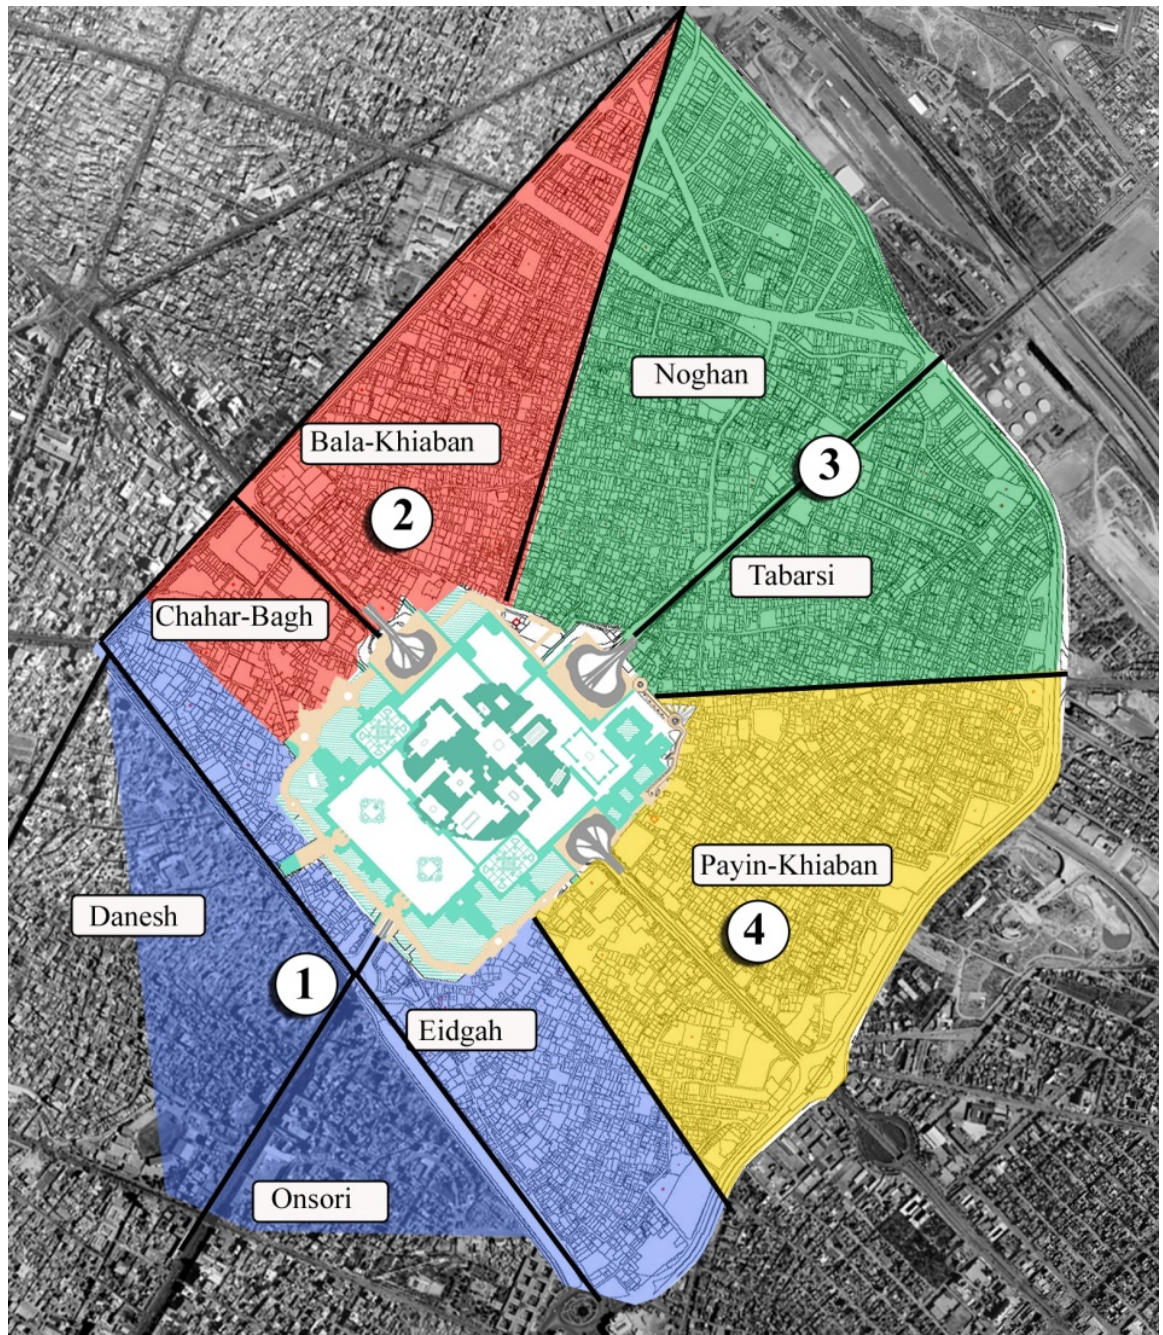 Noghan
Bala-Khiaban
3
2
Tabarsi
Chahar-Bagh
Payin-Khiaban
Danesh
4
1
Eidgah
Onsori